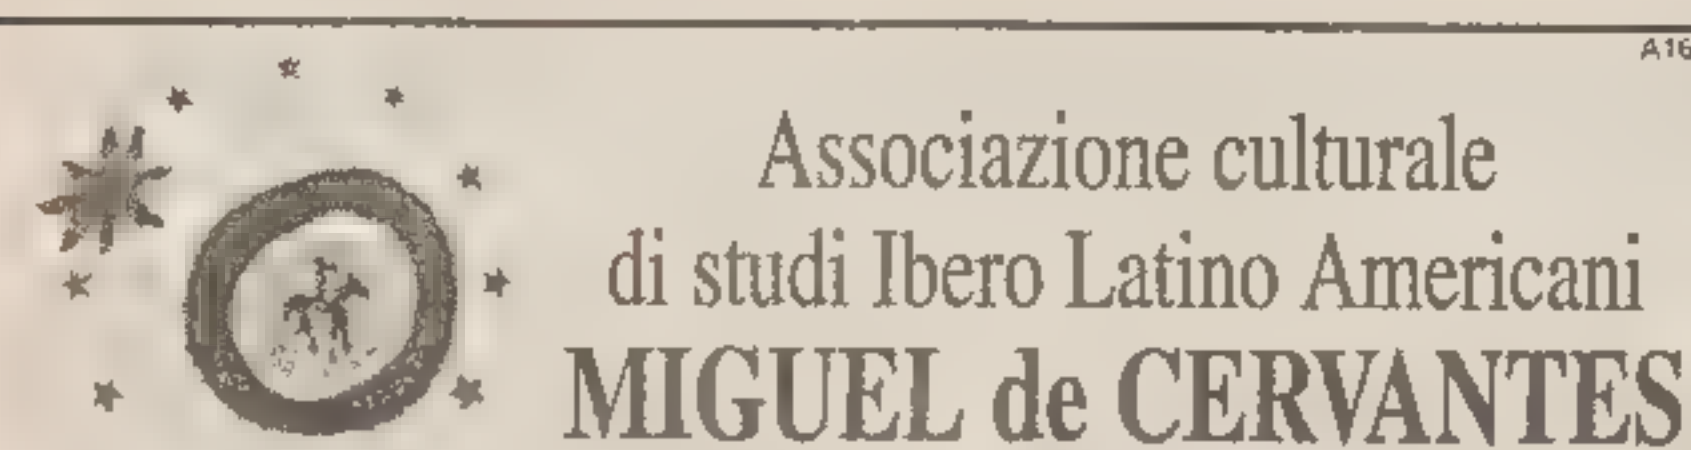 A16
Associazione culturale
di studi Ibero Latino Americani
MIGUEL de CERVANTES